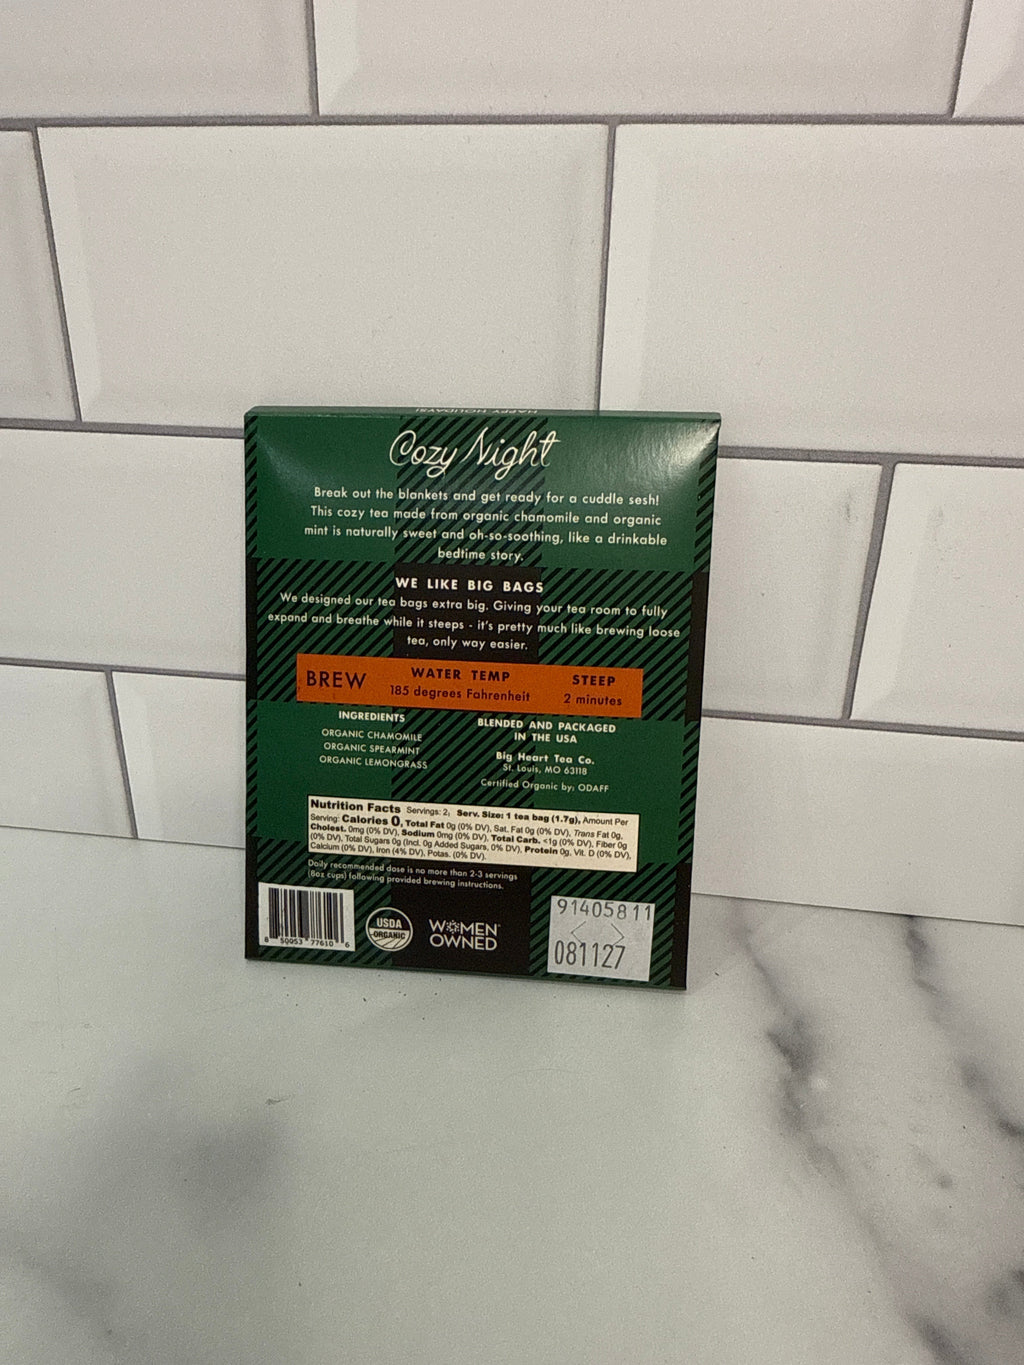 HAPPY HOLIDAYS!
Cozy Night
Break out the blankets and get ready for a cuddle sesh!
This cozy tea made from organic chamomile and organic
mint is naturally sweet and oh-so-soothing, like a drinkable
bedtime story.
WE LIKE BIG BAGS
We designed our tea bags extra big. Giving your tea room to fully
expand and breathe while it steeps - it's pretty much like brewing loose
tea, only way easier.
BREW
WATER TEMP
185 degrees Fahrenheit
STEEP
2 minutes
INGREDIENTS
ORGANIC CHAMOMILE
ORGANIC SPEARMINT
ORGANIC LEMONGRASS
BLENDED AND PACKAGED
IN THE USA
Big Heart Tea Co.
St. Louis, MO 63118
Certified Organic by: ODAFF
Nutrition Facts Servings: 2, Serv. Size: 1 tea bag (1.7g), Amount Per
Serving: Calories 0, Total Fat 0g (0% DV), Sat. Fat 0g (0% DV), Trans Fat 0g,
Cholest. 0mg (0% DV), Sodium 0mg (0% DV), Total Carb. <1g (0% DV), Fiber 0g
(0% DV), Total Sugars 0g (Incl. 0g Added Sugars, 0% DV), Protein 0g, Vit. D (0% DV),
Calcium (0% DV), Iron (4% DV), Potas. (0% DV).
Daily recommended dose is no more than 2-3 servings
(8oz cups) following provided brewing instructions.
8 50053 77610 6
USDA
ORGANIC
WOMEN
OWNED
91405811
081127